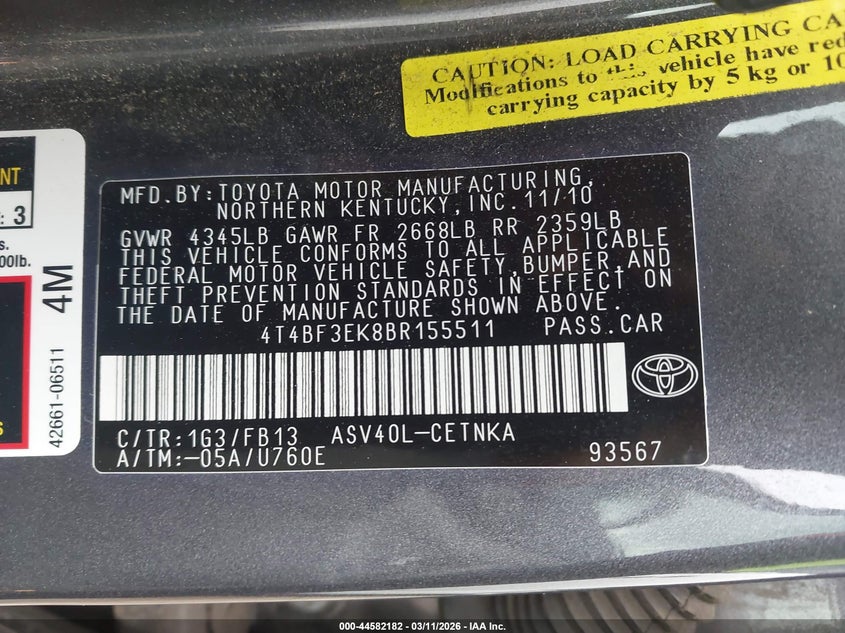 CAUTION: LOAD CARRYING CA
Modifications to this vehicle have red
carrying capacity by 5 kg or 10
NT
: 3
s.
00lb.
S
4M
42661-06511
MFD.BY:TOYOTA MOTOR MANUFACTURING,
NORTHERN KENTUCKY,INC.11/10
GVWR 4345LB GAWR FR 2668LB RR 2359LB
THIS VEHICLE CONFORMS TO ALL APPLICABLE
FEDERAL MOTOR VEHICLE SAFETY,BUMPER,AND
THEFT PREVENTION STANDARDS IN EFFECT ON
THE DATE OF MANUFACTURE SHOWN ABOVE.
4T4BF3EK8BR155511 PASS.CAR
C/TR:1G3/FB13 ASV40L-CETNKA
A/TM:-05A/U760E 93567
000-44582182 - 03/11/2026 - IAA Inc.